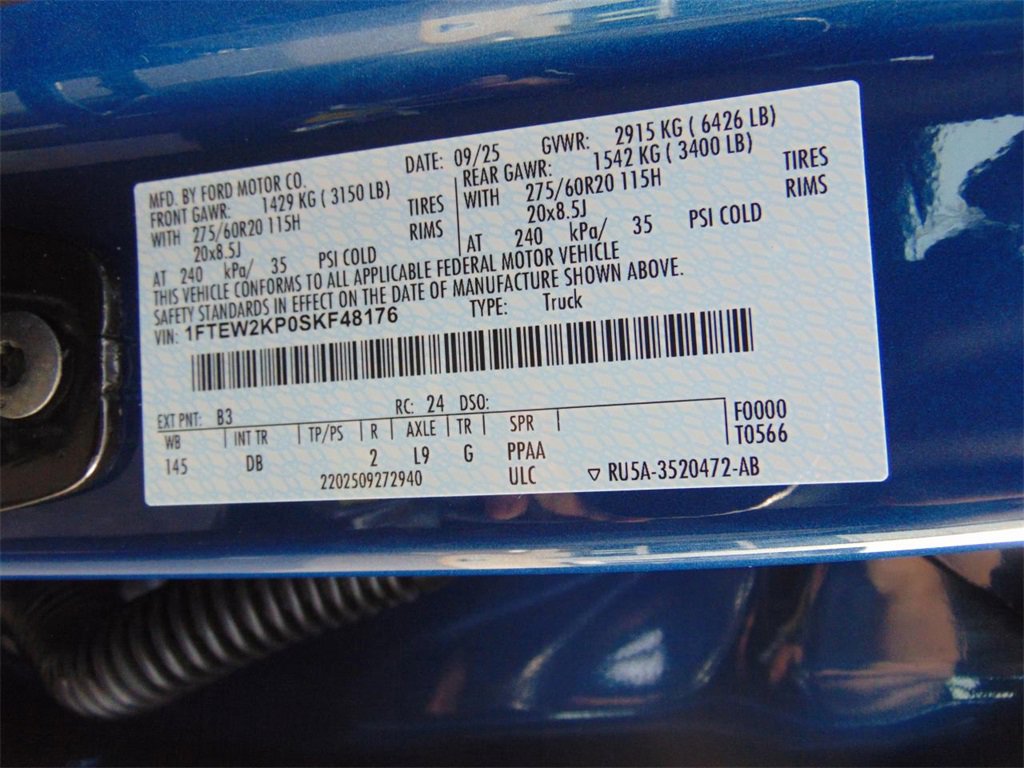 DATE: 09/25 GVWR: 2915 KG ( 6426 LB)
MFD. BY FORD MOTOR CO.
FRONT GAWR: 1429 KG ( 3150 LB)
WITH 275/60R20 115H TIRES
20x8.5J RIMS
AT 240 kPa/ 35 PSI COLD
REAR GAWR: 1542 KG ( 3400 LB)
WITH 275/60R20 115H TIRES
20x8.5J RIMS
AT 240 kPa/ 35 PSI COLD
THIS VEHICLE CONFORMS TO ALL APPLICABLE FEDERAL MOTOR VEHICLE
SAFETY STANDARDS IN EFFECT ON THE DATE OF MANUFACTURE SHOWN ABOVE.
VIN: 1FTEW2KP0SKF48176 TYPE: Truck
EXT PNT: B3 RC: 24 DSO:
WB INT TR TP/PS R AXLE TR SPR F0000
145 DB 2 L9 G PPAA T0566
2202509272940 ULC ▽ RU5A-3520472-AB